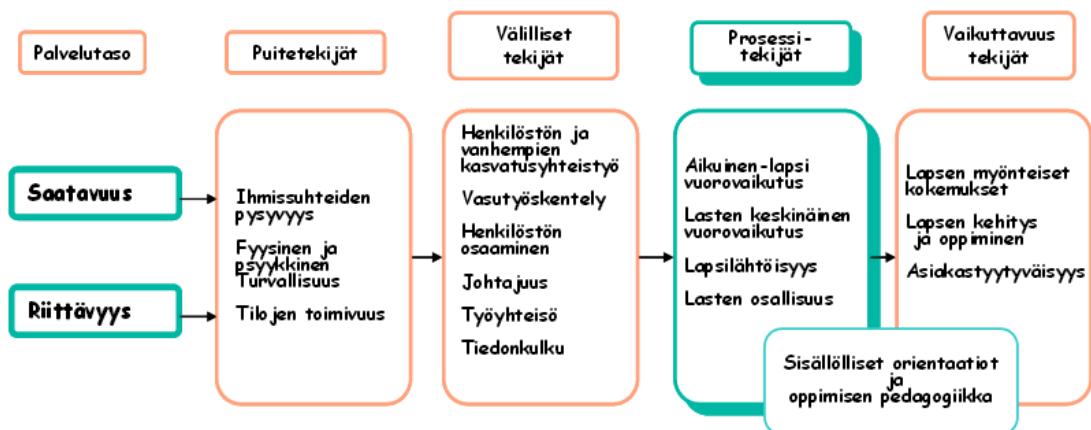 Palvelutaso
Puitetekijät
Välilliset
tekijät
Prosessi-
tekijät
Vaikuttavuus
tekijät
Saatavuus
Riittävyys
Ihmissuhteiden
pysyvyys
Fyysinen ja
psyykkinen
Turvallisuus
Tilojen toimivuus
Henkilöstön ja
vanhempien
kasvatusyhteistyö
Vasutyöskentely
Henkilöstön
osaaminen
Johtajuus
Työyhteisö
Tiedonkulku
Aikuinen-lapsi
vuorovaikutus
Lasten keskinäinen
vuorovaikutus
Lapsilähtöisyys
Lasten osallisuus
Lapsen myönteiset
kokemukset
Lapsen kehitys
ja oppiminen
Asiakastyytyväisyys
Sisällölliset orientaatiot
ja
oppimisen pedagogiikka